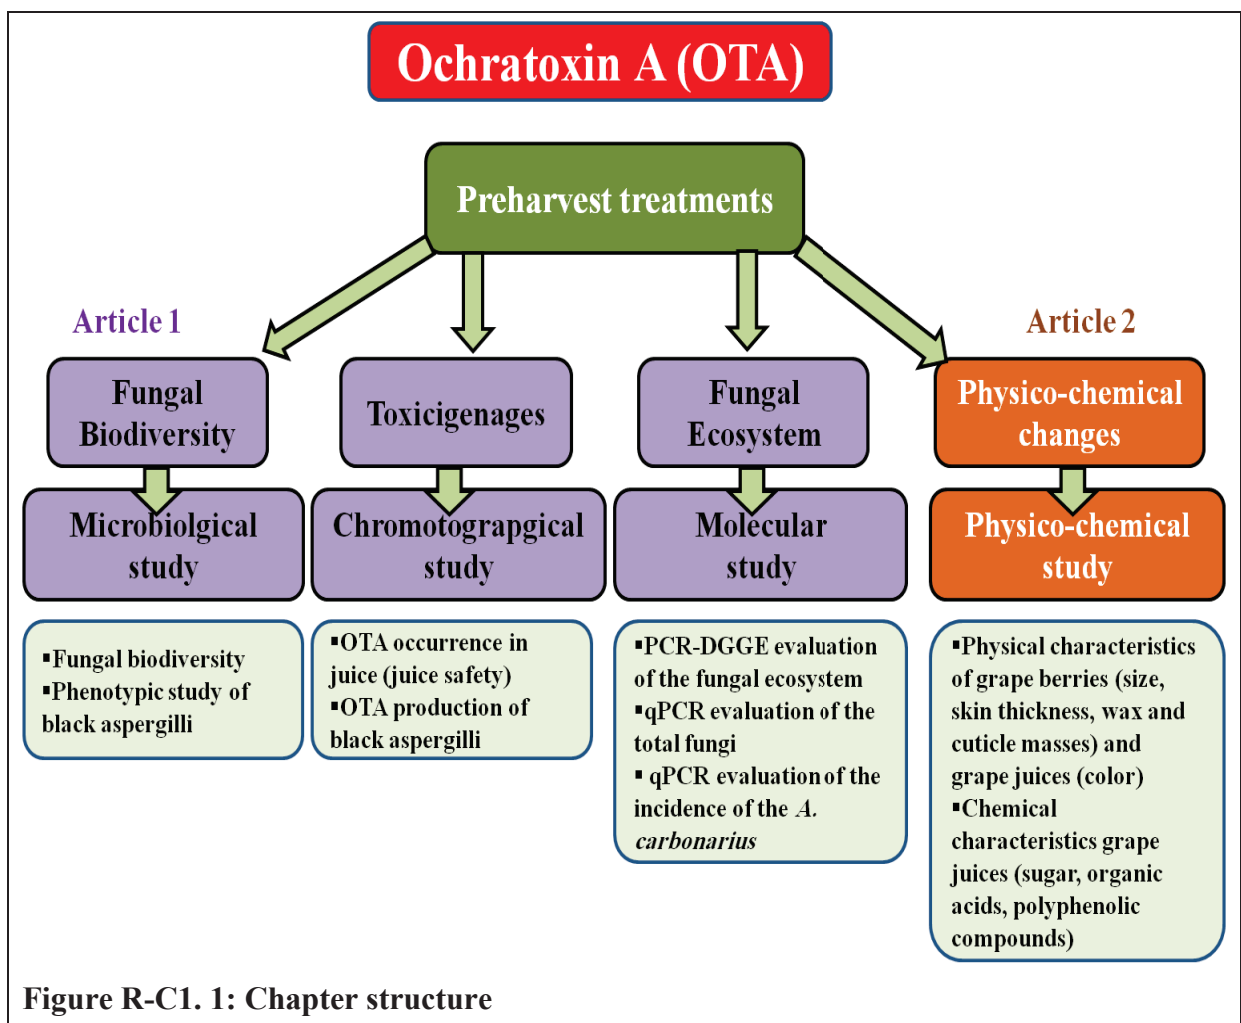 Ochratoxin A (OTA)
Preharvest treatments
Article 1
Article 2
Fungal
Biodiversity
Toxicigenages
Fungal
Ecosystem
Physico-chemical
changes
Microbiolgical
study
Chromotograpgical
study
Molecular
study
Physico-chemical
study
▪Fungal biodiversity
▪Phenotypic study of
black aspergilli
▪OTA occurrence in
juice (juice safety)
▪OTA production of
black aspergilli
▪PCR-DGGE evaluation
of the fungal ecosystem
▪qPCR evaluation of the
total fungi
▪ qPCR evaluation of the
incidence of the A.
carbonarius
▪Physical characteristics
of grape berries (size,
skin thickness, wax and
cuticle masses) and
grape juices (color)
▪Chemical
characteristics grape
juices (sugar, organic
acids, polyphenolic
compounds)
Figure R-C1. 1: Chapter structure